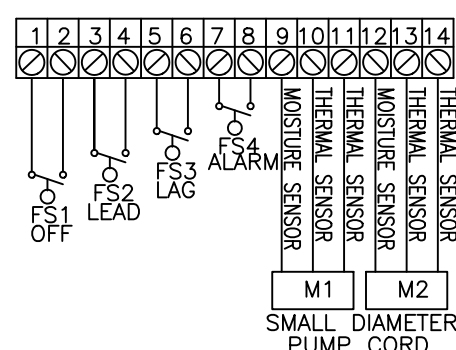 1 2 3 4 5 6 7 8 9 10 11 12 13 14
FS1
OFF
FS2
LEAD
FS3
LAG
FS4
ALARM
MOISTURE SENSOR
THERMAL SENSOR
THERMAL SENSOR
MOISTURE SENSOR
THERMAL SENSOR
THERMAL SENSOR
M1
M2
SMALL DIAMETER
PUMP CORD